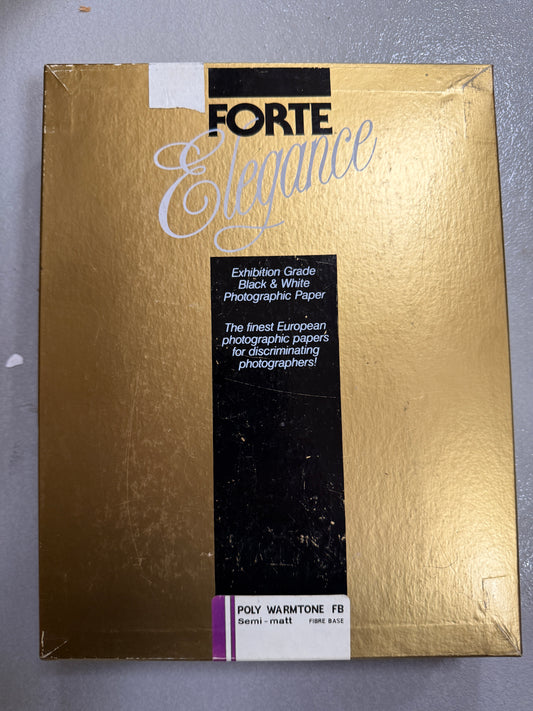 FORTE
Elegance
Exhibition Grade
Black & White
Photographic Paper
The finest European
photographic papers
for discriminating
photographers!
POLY WARMTONE FB
Semi-matt FIBRE BASE